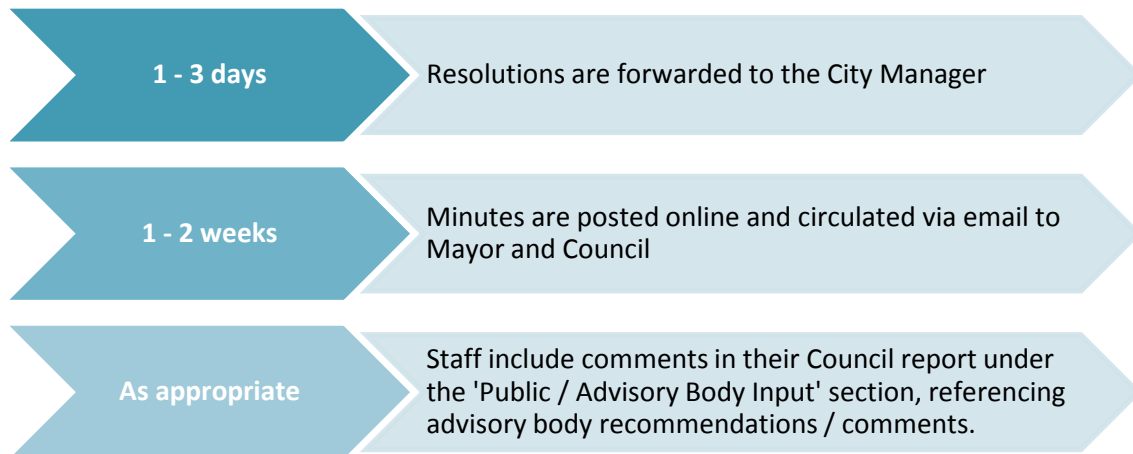 1 - 3 days
Resolutions are forwarded to the City Manager
1 - 2 weeks
Minutes are posted online and circulated via email to
Mayor and Council
As appropriate
Staff include comments in their Council report under
the 'Public / Advisory Body Input' section, referencing
advisory body recommendations / comments.